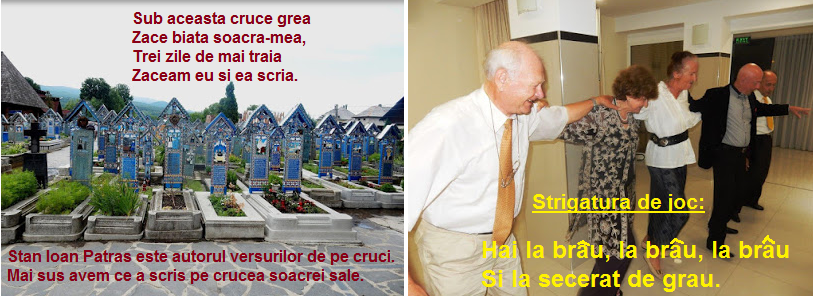 Sub aceasta cruce grea
Zace biata soacra-mea,
Trei zile de mai traia
Zaceam eu si ea scria.
Stan Ioan Patras este autorul versurilor de pe cruci.
Mai sus avem ce a scris pe crucea soacrei sale.
EXIT
Strigatura de joc:
Hai la brâu, la brâu, la brâu
Si la secerat de grau.